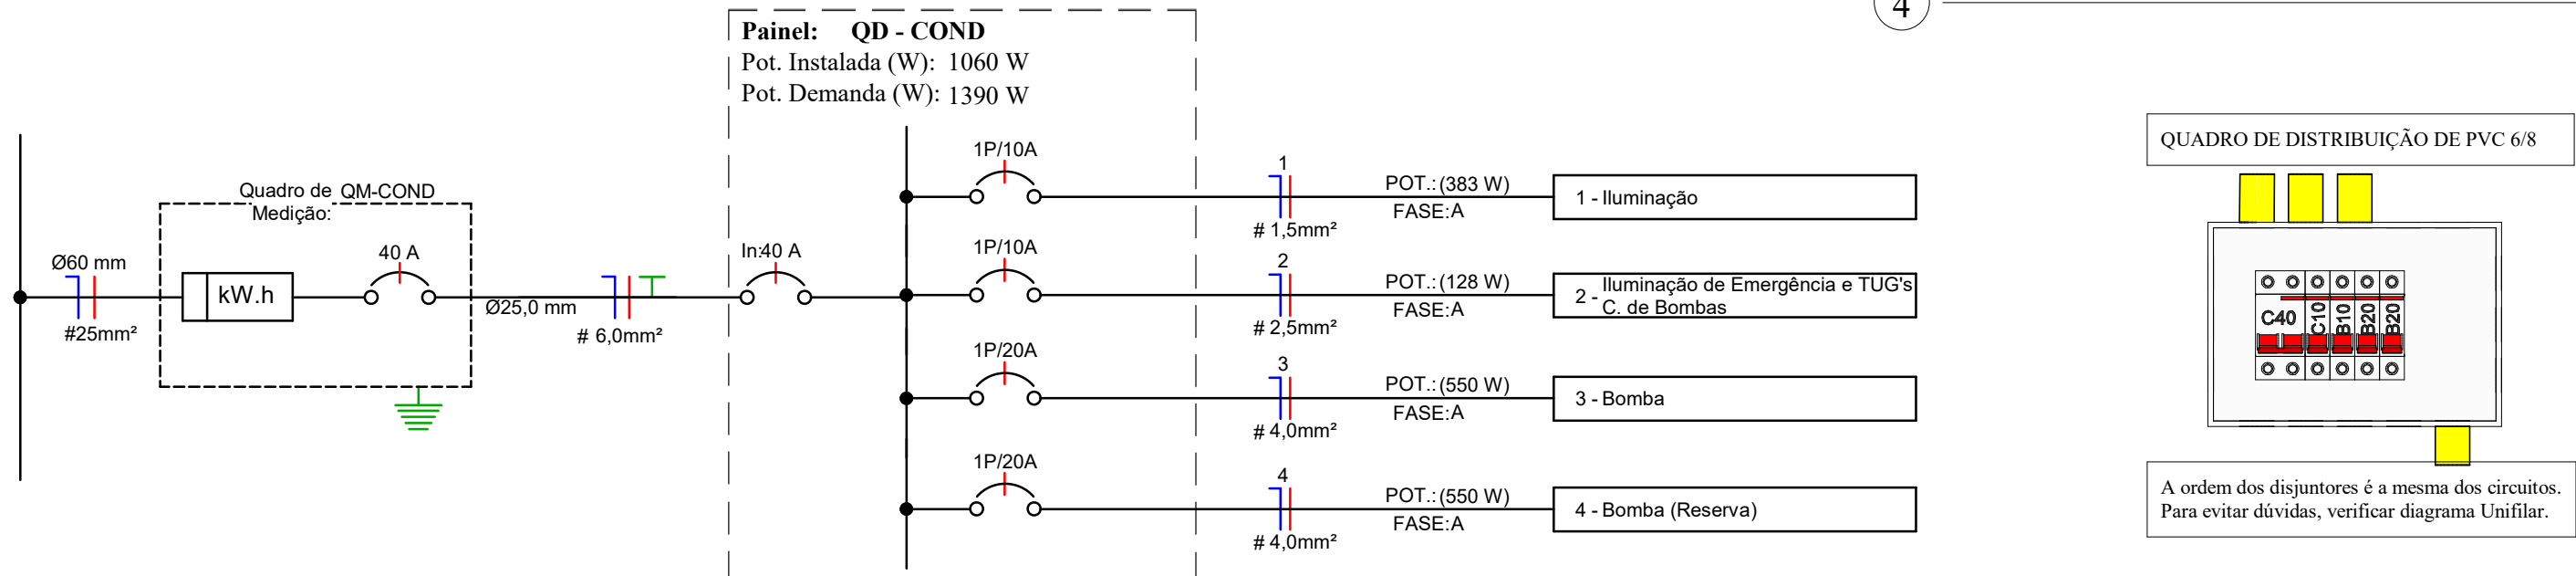 4
Painel: QD - COND
Pot. Instalada (W): 1060 W
Pot. Demanda (W): 1390 W
Quadro de QM-COND
Medição:
Ø60 mm
#25mm²
kW.h
40 A
Ø25,0 mm
# 6,0mm²
In:40 A
1P/10A
1
# 1,5mm²
POT.: (383 W)
FASE:A
1 - Iluminação
1P/10A
2
# 2,5mm²
POT.: (128 W)
FASE:A
2 - Iluminação de Emergência e TUG's
C. de Bombas
1P/20A
3
# 4,0mm²
POT.: (550 W)
FASE:A
3 - Bomba
1P/20A
4
# 4,0mm²
POT.: (550 W)
FASE:A
4 - Bomba (Reserva)
QUADRO DE DISTRIBUIÇÃO DE PVC 6/8
C40 C10 B10 B20 B20
A ordem dos disjuntores é a mesma dos circuitos.
Para evitar dúvidas, verificar diagrama Unifilar.